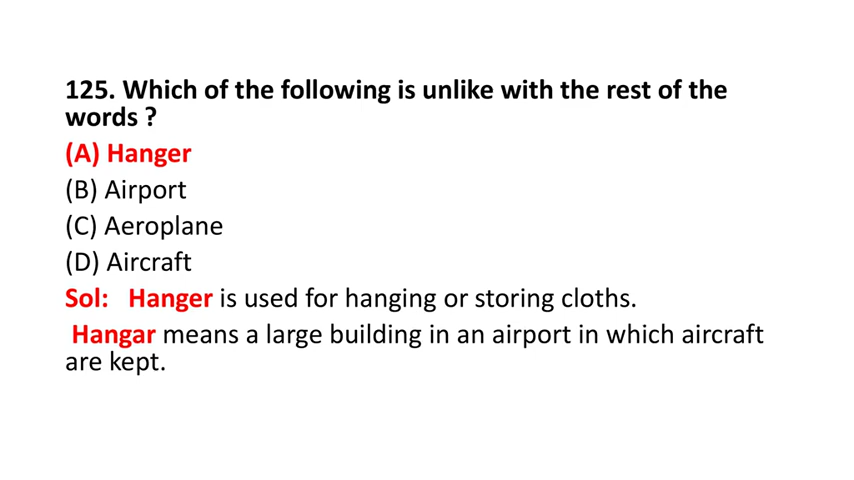 125. Which of the following is unlike with the rest of the
words ?
(A) Hanger
(B) Airport
(C) Aeroplane
(D) Aircraft
Sol: Hanger is used for hanging or storing cloths.
Hangar means a large building in an airport in which aircraft
are kept.